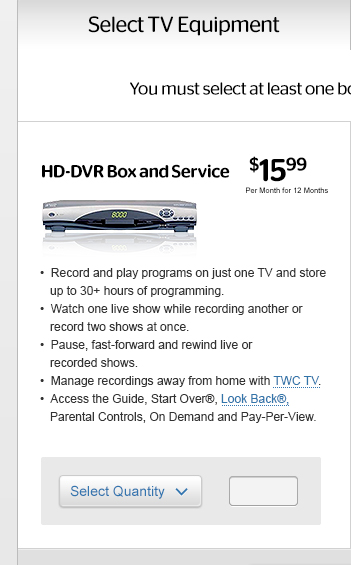 Select TV Equipment
You must select at least one
HD-DVR Box and Service
$15.99
Per Month for 12 Months
8000
• Record and play programs on just one TV and store
up to 30+ hours of programming.
• Watch one live show while recording another or
record two shows at once.
• Pause, fast-forward and rewind live or
recorded shows.
• Manage recordings away from home with TWC TV.
• Access the Guide, Start Over®, Look Back®,
Parental Controls, On Demand and Pay-Per-View.
Select Quantity